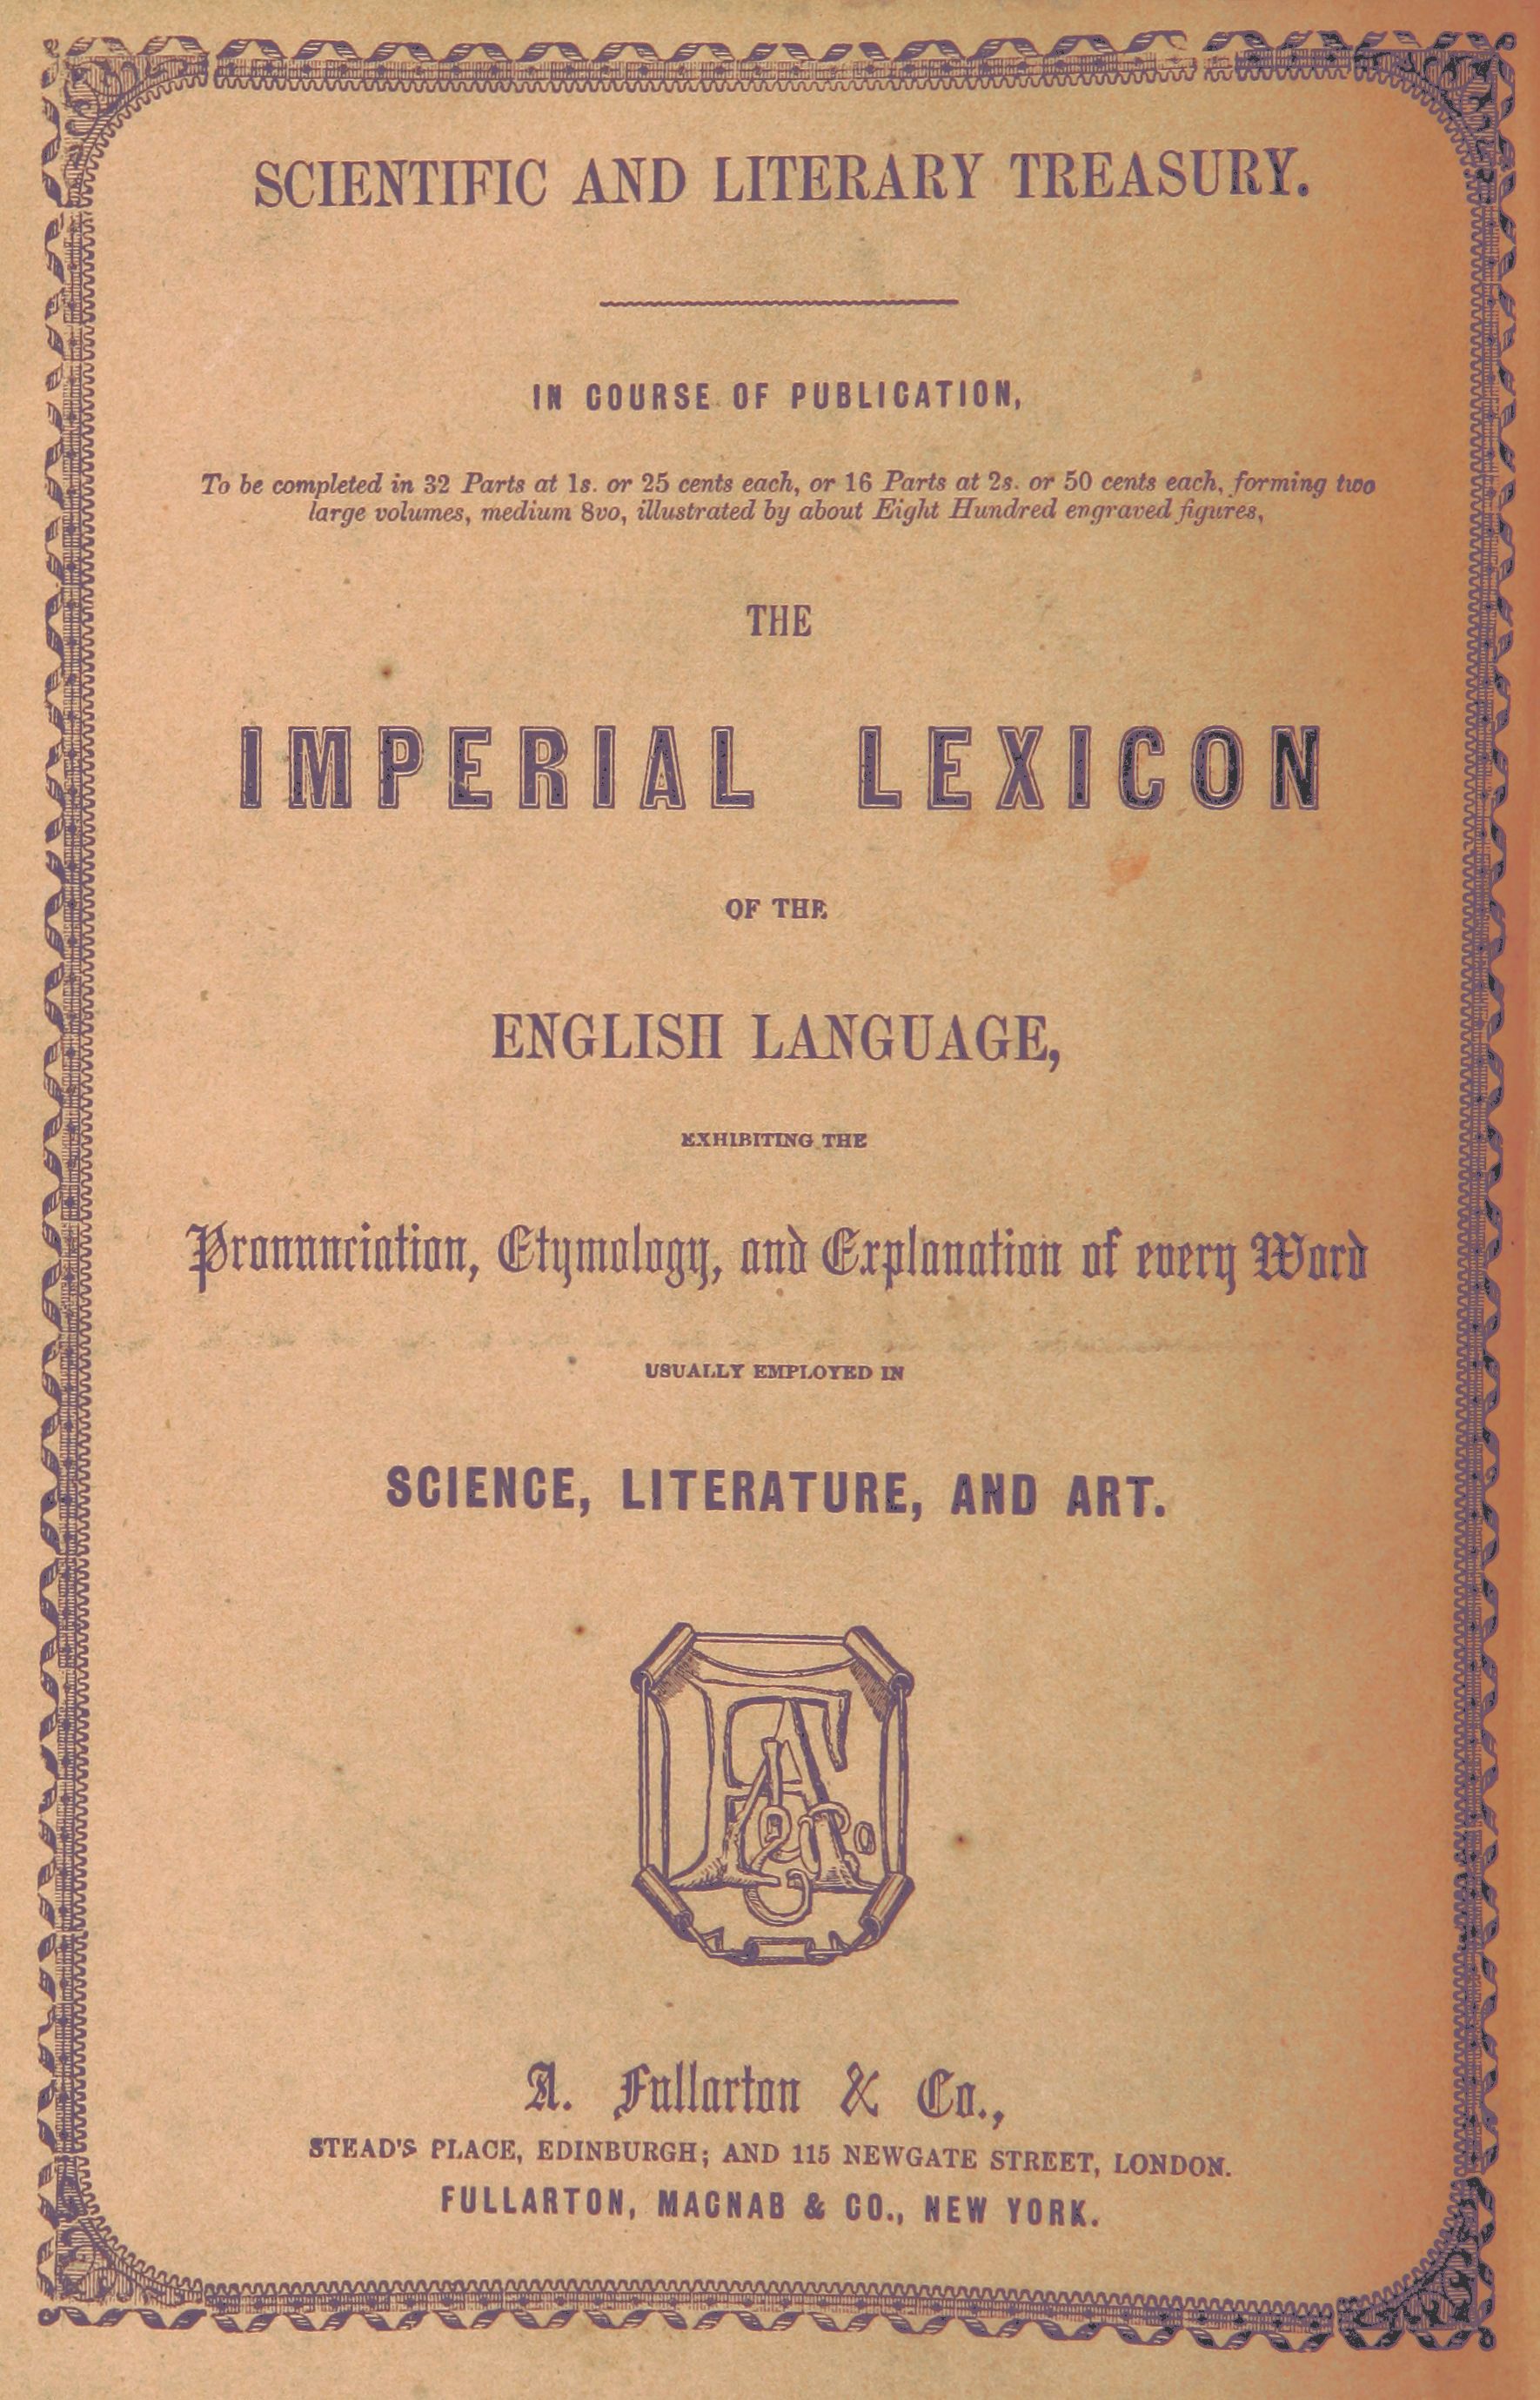 SCIENTIFIC AND LITERARY TREASURY.
IN COURSE OF PUBLICATION,
To be completed in 32 Parts at 1s. or 25 cents each, or 16 Parts at 2s. or 50 cents each, forming two
large volumes, medium 8vo, illustrated by about Eight Hundred engraved figures,
THE
IMPERIAL LEXICON
OF THE
ENGLISH LANGUAGE,
EXHIBITING THE
Pronunciation, Etymology, and Explanation of every Word
USUALLY EMPLOYED IN
SCIENCE, LITERATURE, AND ART.
AF & Co
A. Fullarton & Co.,
STEAD'S PLACE, EDINBURGH; AND 115 NEWGATE STREET, LONDON.
FULLARTON, MACNAB & CO., NEW YORK.